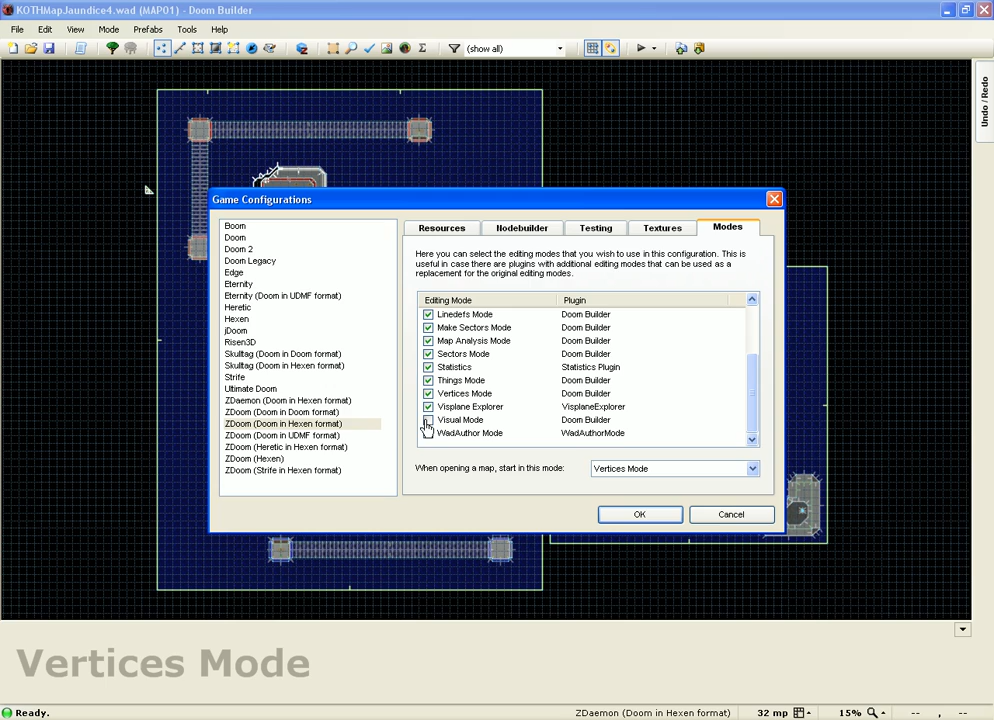 KOTHMapJaundice4.wad (MAP01) - Doom Builder
File Edit View Mode Prefabs Tools Help
(show all)
Undo / Redo
Game Configurations
Boom
Doom
Doom 2
Doom Legacy
Edge
Eternity
Eternity (Doom in UDMF format)
Heretic
Hexen
jDoom
Risen3D
Skulltag (Doom in Doom format)
Skulltag (Doom in Hexen format)
Strife
Ultimate Doom
ZDaemon (Doom in Hexen format)
ZDoom (Doom in Doom format)
ZDoom (Doom in Hexen format)
ZDoom (Doom in UDMF format)
ZDoom (Heretic in Hexen format)
ZDoom (Hexen)
ZDoom (Strife in Hexen format)
Resources Nodebuilder Testing Textures Modes
Here you can select the editing modes that you wish to use in this configuration. This is
useful in case there are plugins with additional editing modes that can be used as a
replacement for the original editing modes.
Editing Mode Plugin
Linedefs Mode Doom Builder
Make Sectors Mode Doom Builder
Map Analysis Mode Doom Builder
Sectors Mode Doom Builder
Statistics Statistics Plugin
Things Mode Doom Builder
Vertices Mode Doom Builder
Visplane Explorer VisplaneExplorer
Visual Mode Doom Builder
WadAuthor Mode WadAuthorMode
When opening a map, start in this mode: Vertices Mode
OK Cancel
Vertices Mode
Ready. ZDaemon (Doom in Hexen format) 32 mp 15% -- , --